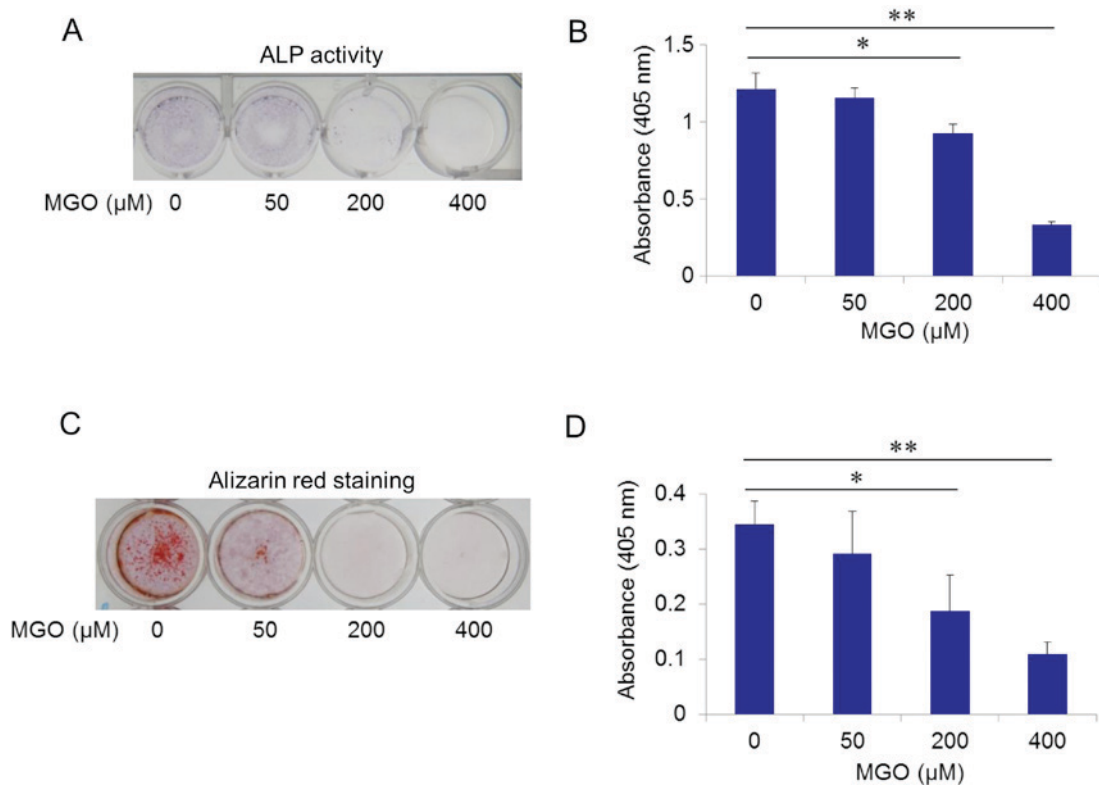 A
ALP activity
MGO (µM) 0 50 200 400
B
** 
*
1.5
1
0.5
0
Absorbance (405 nm)
0 50 200 400
MGO (µM)
C
Alizarin red staining
MGO (µM) 0 50 200 400
D
**
*
0.4
0.3
0.2
0.1
0
Absorbance (405 nm)
0 50 200 400
MGO (µM)